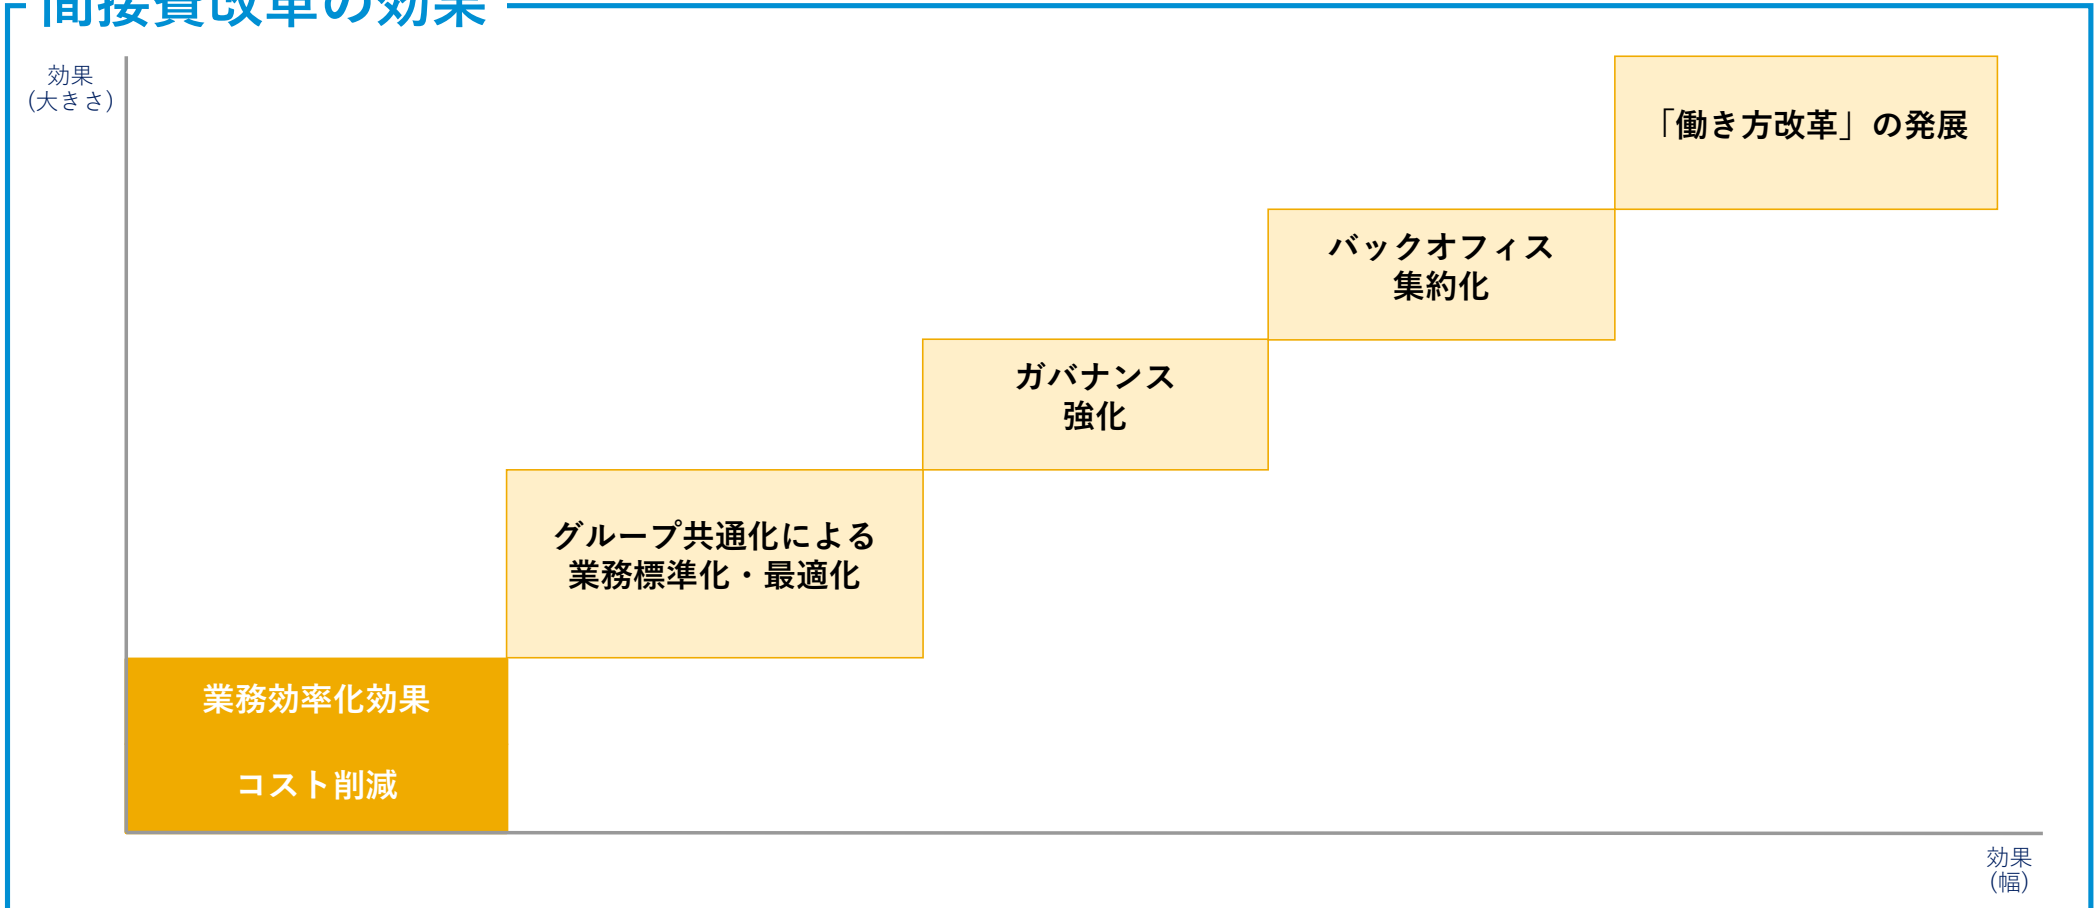 間接費改革の効果
効果
(大きさ)
「働き方改革」の発展
バックオフィス
集約化
ガバナンス
強化
グループ共通化による
業務標準化・最適化
業務効率化効果
コスト削減
効果
(幅)